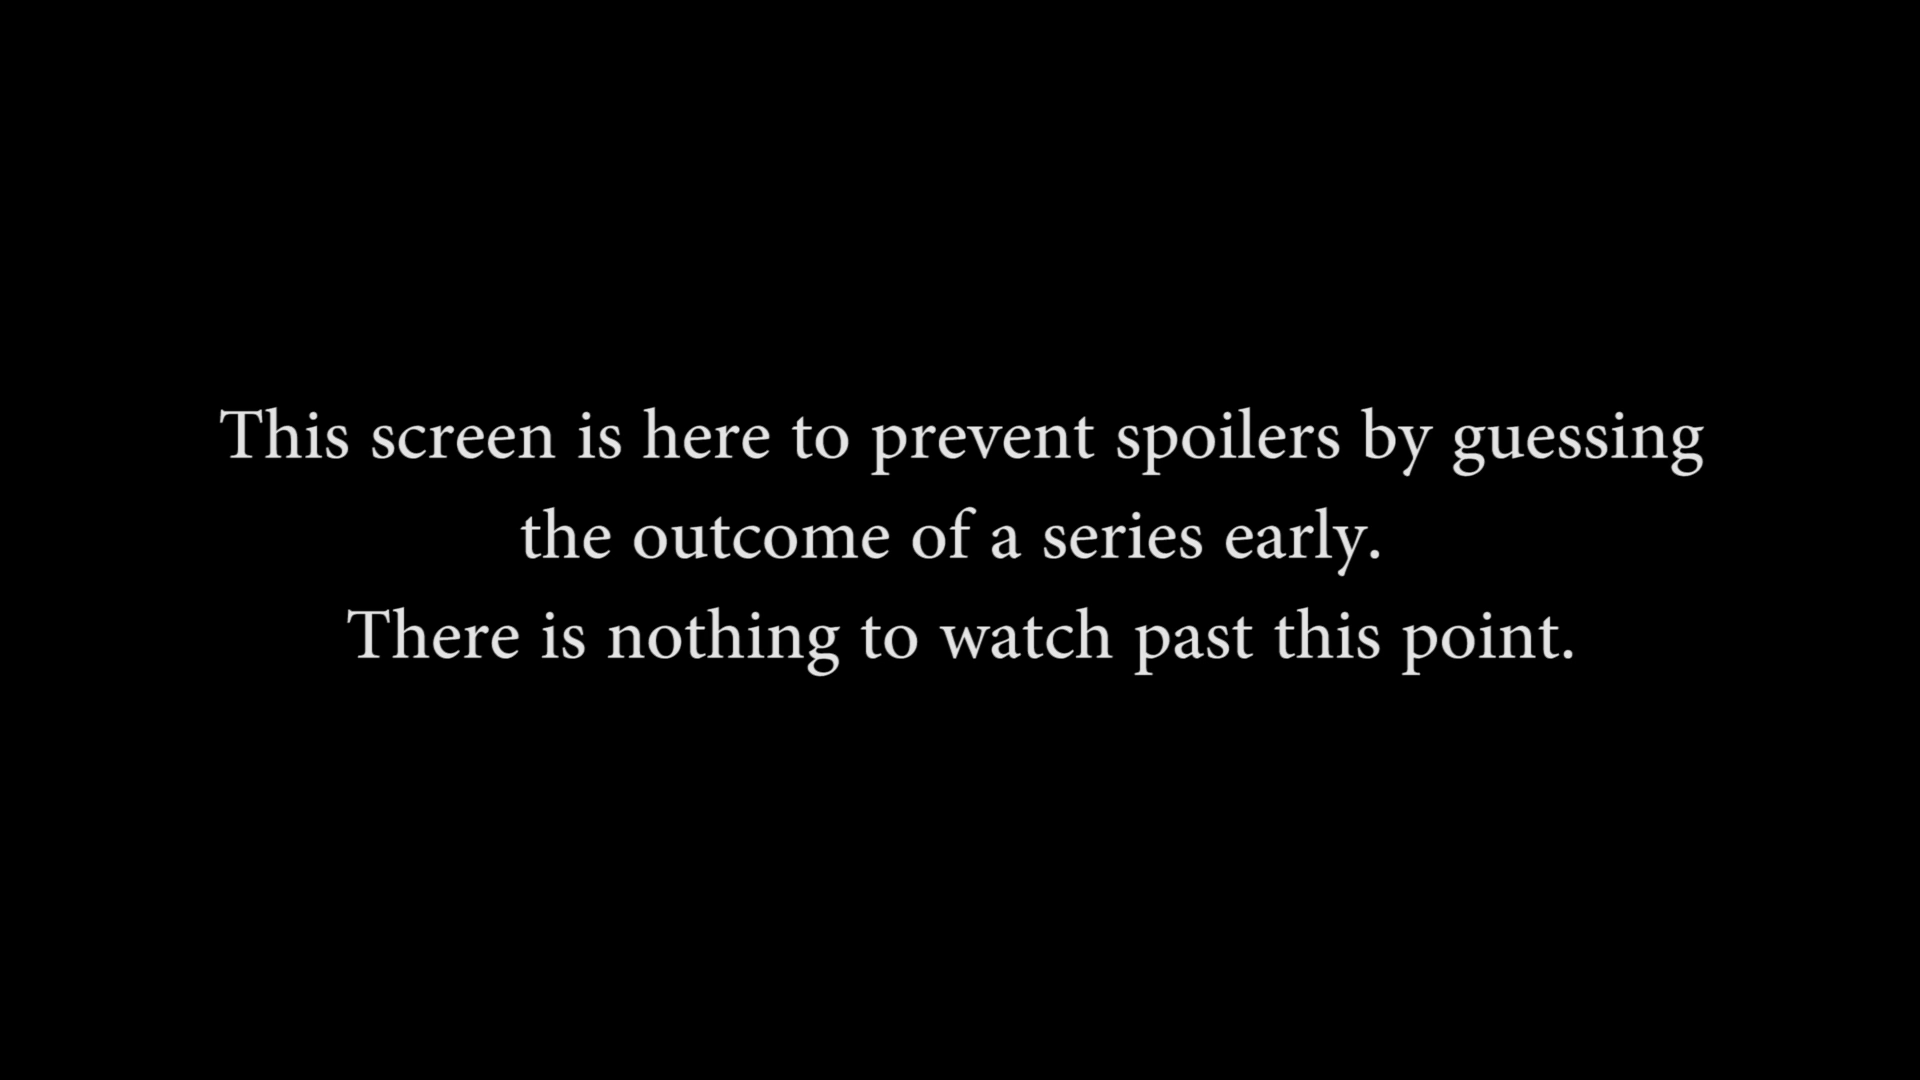 This screen is here to prevent spoilers by guessing
the outcome of a series early.
There is nothing to watch past this point.